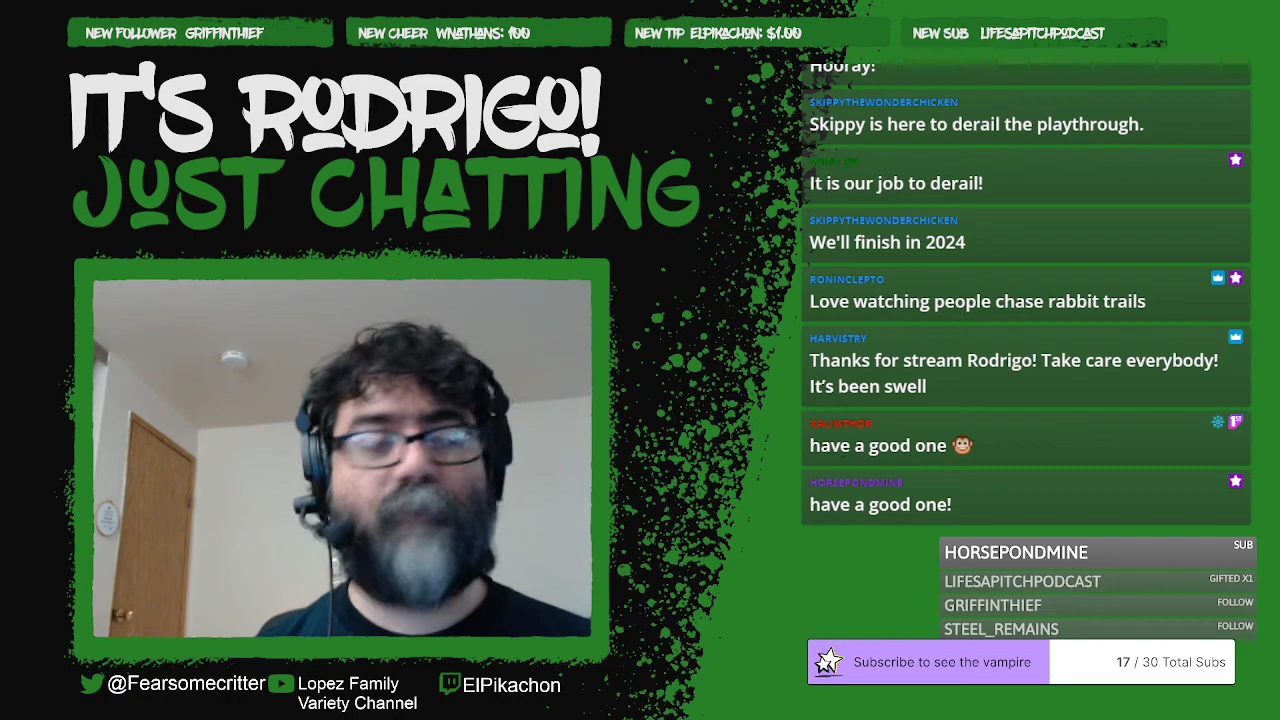 NEW FOLLOWER GRIFFINTHIEF
NEW CHEER WNATHANS: 100
NEW TIP ELPIKACHON: $1.00
NEW SUB LIFESAPITCHPODCAST
IT'S RODRIGO!
JUST CHATTING
Hooray!
SKIPPYTHEWONDERCHICKEN
Skippy is here to derail the playthrough.
It is our job to derail!
SKIPPYTHEWONDERCHICKEN
We'll finish in 2024
RONINCLEPTO
Love watching people chase rabbit trails
HARVISTRY
Thanks for stream Rodrigo! Take care everybody!
It's been swell
KALIWTHOR
have a good one
HORSEPONDMINE
have a good one!
HORSEPONDMINE SUB
LIFESAPITCHPODCAST GIFTED X1
GRIFFINTHIEF FOLLOW
STEEL_REMAINS FOLLOW
Subscribe to see the vampire 17 / 30 Total Subs
@Fearsomecritter
Lopez Family
Variety Channel
ElPikachon